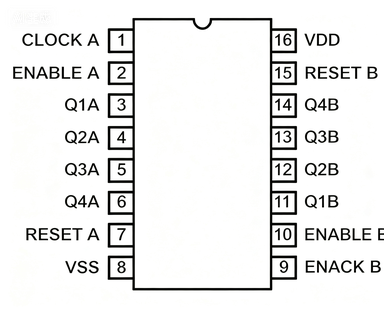 CLOCK A 1 16 VDD
ENABLE A 2 15 RESET B
Q1A 3 14 Q4B
Q2A 4 13 Q3B
Q3A 5 12 Q2B
Q4A 6 11 Q1B
RESET A 7 10 ENABLE
VSS 8 9 ENACK B